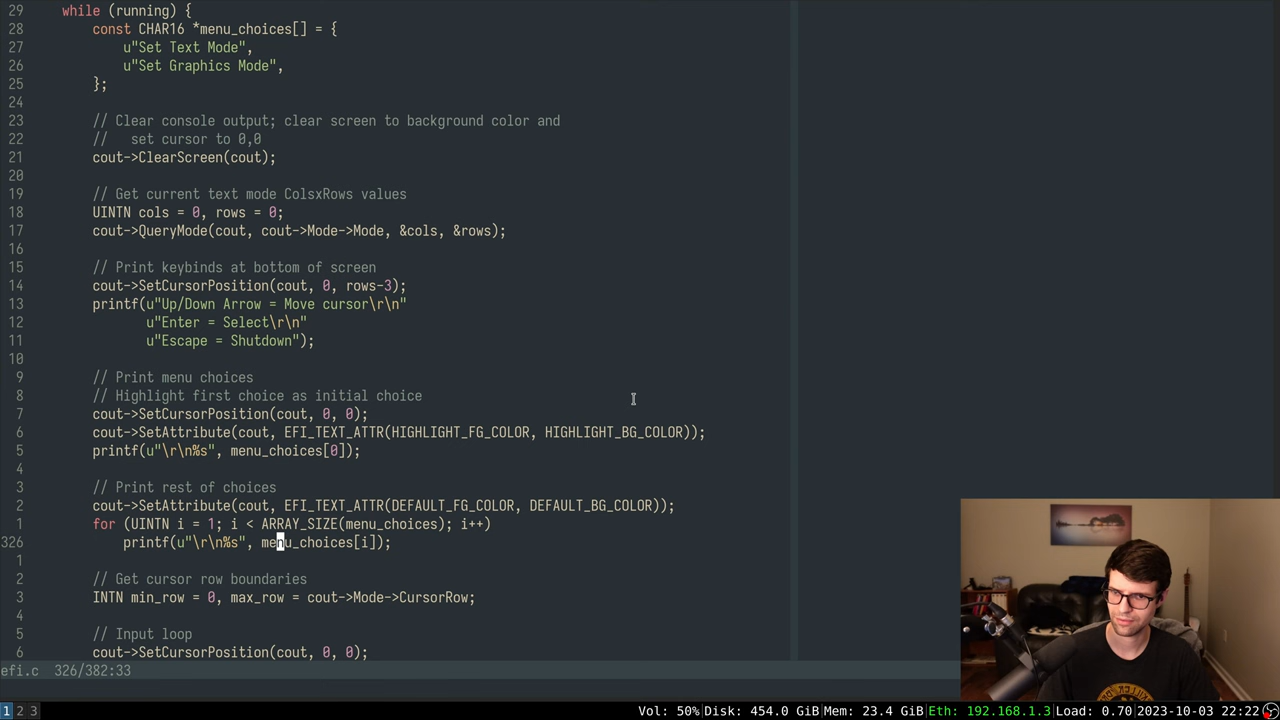 29     while (running) {
28         const CHAR16 *menu_choices[] = {
27             u"Set Text Mode",
26             u"Set Graphics Mode",
25         };
24
23         // Clear console output; clear screen to background color and
22         //   set cursor to 0,0
21         cout->ClearScreen(cout);
20
19         // Get current text mode ColsxRows values
18         UINTN cols = 0, rows = 0;
17         cout->QueryMode(cout, cout->Mode->Mode, &cols, &rows);
16
15         // Print keybinds at bottom of screen
14         cout->SetCursorPosition(cout, 0, rows-3);
13         printf(u"Up/Down Arrow = Move cursor\r\n"
12                u"Enter = Select\r\n"
11                u"Escape = Shutdown");
10
9         // Print menu choices
8         // Highlight first choice as initial choice
7         cout->SetCursorPosition(cout, 0, 0);
6         cout->SetAttribute(cout, EFI_TEXT_ATTR(HIGHLIGHT_FG_COLOR, HIGHLIGHT_BG_COLOR));
5         printf(u"\r\n%s", menu_choices[0]);
4
3         // Print rest of choices
2         cout->SetAttribute(cout, EFI_TEXT_ATTR(DEFAULT_FG_COLOR, DEFAULT_BG_COLOR));
1         for (UINTN i = 1; i < ARRAY_SIZE(menu_choices); i++)
326             printf(u"\r\n%s", menu_choices[i]);
1
2         // Get cursor row boundaries
3         INTN min_row = 0, max_row = cout->Mode->CursorRow;
4
5         // Input loop
6         cout->SetCursorPosition(cout, 0, 0);
efi.c  326/382:33
1 2 3 Vol: 50%|Disk: 454.0 GiB|Mem: 23.4 GiB|Eth: 192.168.1.3|Load: 0.70|2023-10-03 22:22